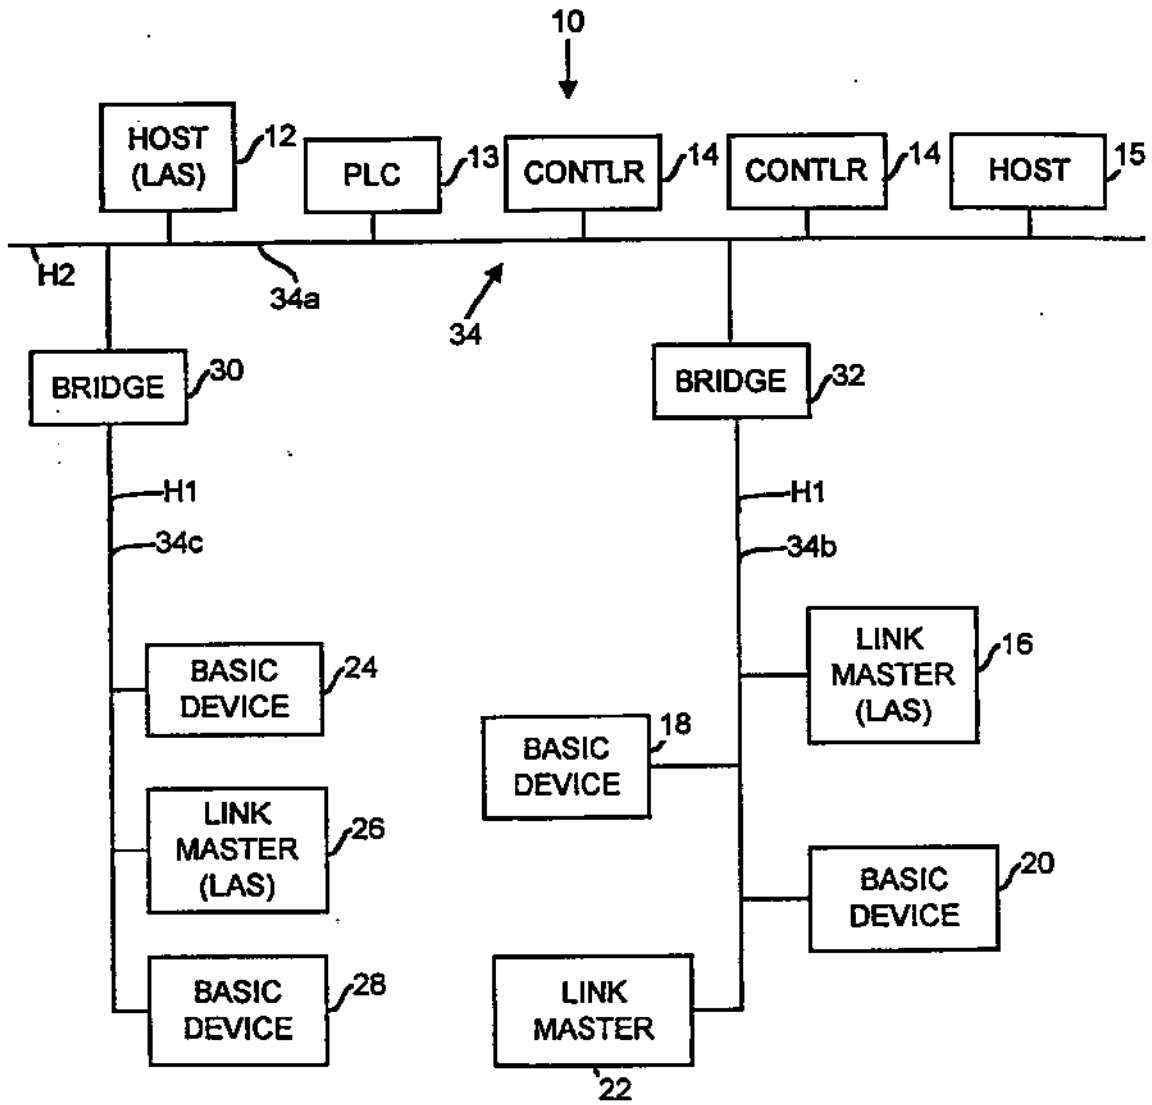 10
HOST
(LAS)
12
PLC
13
CONTLR
14
CONTLR
14
HOST
15
H2
34a
34
BRIDGE
30
BRIDGE
32
H1
34c
H1
34b
BASIC
DEVICE
24
LINK
MASTER
(LAS)
26
BASIC
DEVICE
28
LINK
MASTER
(LAS)
16
BASIC
DEVICE
18
BASIC
DEVICE
20
LINK
MASTER
22